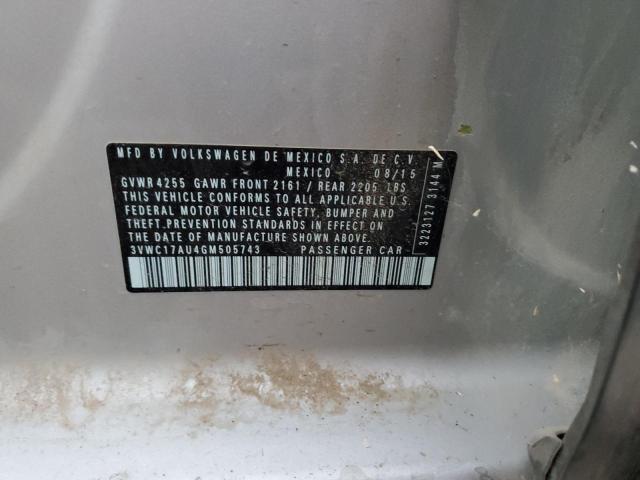 MFD BY VOLKSWAGEN DE MEXICO S.A. DE C.V.
MEXICO 08/15
GVWR 4255 GAWR FRONT 2161 / REAR 2205 LBS
THIS VEHICLE CONFORMS TO ALL APPLICABLE U.S.
FEDERAL MOTOR VEHICLE SAFETY, BUMPER AND
THEFT PREVENTION STANDARDS IN EFFECT ON THE
DATE OF MANUFACTURE SHOWN ABOVE.
3VWC17AU4GM505743 PASSENGER CAR
3223127 3144 M